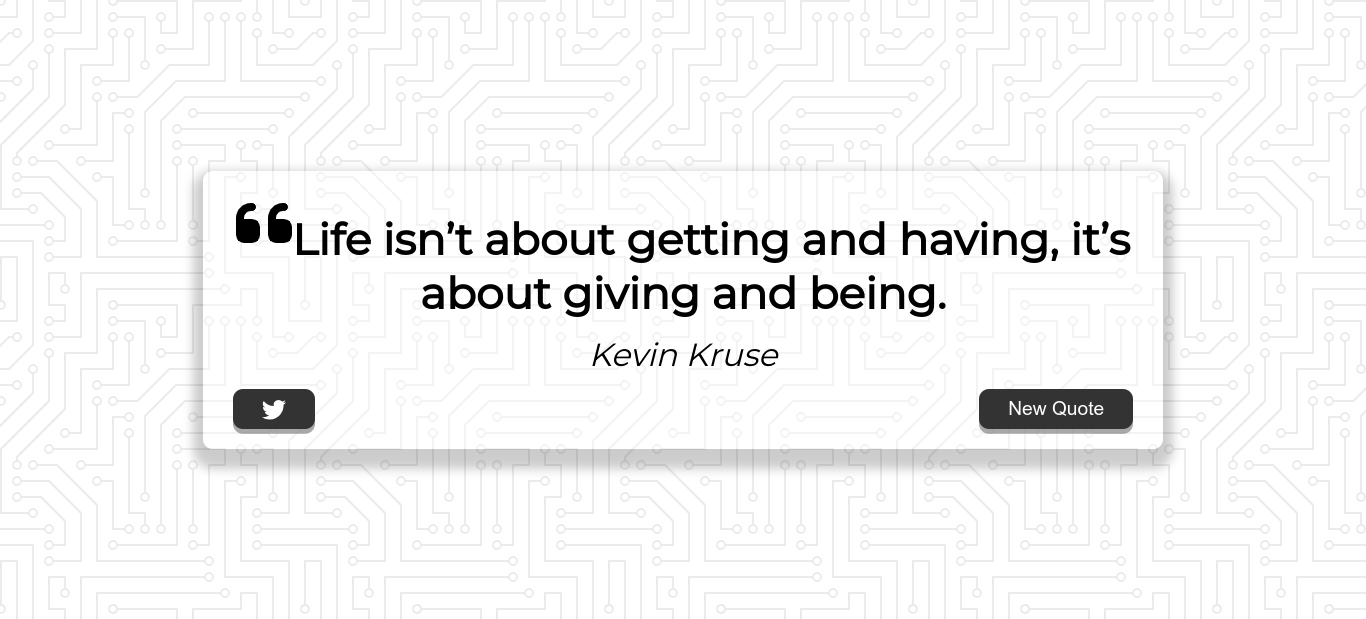 “Life isn’t about getting and having, it’s
about giving and being.
Kevin Kruse
New Quote